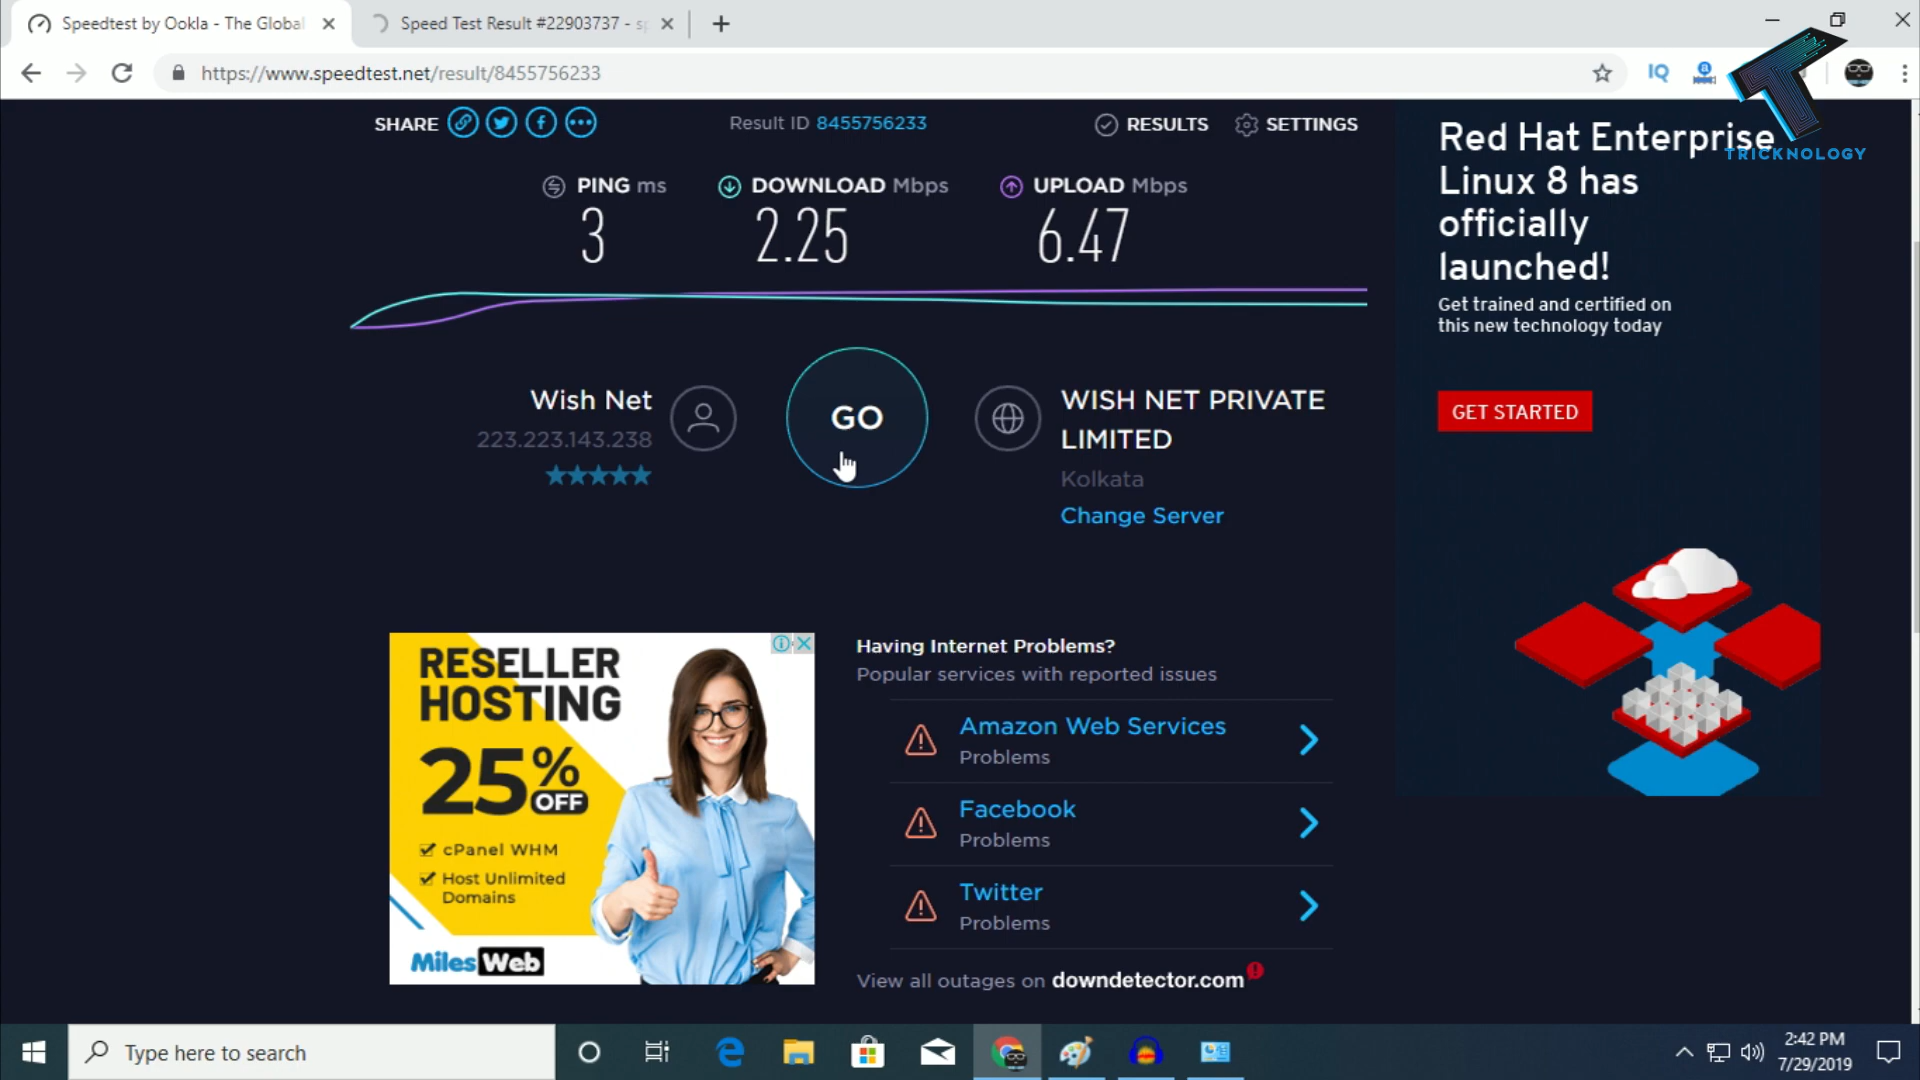 Speedtest by Ookla - The Global
Speed Test Result #22903737 - sp
https://www.speedtest.net/result/8455756233
IQ
TRICKNOLOGY
SHARE
Result ID 8455756233
RESULTS
SETTINGS
PING ms
DOWNLOAD Mbps
UPLOAD Mbps
3
2.25
6.47
Wish Net
223.223.143.238
GO
WISH NET PRIVATE
LIMITED
Kolkata
Change Server
Red Hat Enterprise
Linux 8 has
officially
launched!
Get trained and certified on
this new technology today
GET STARTED
RESELLER
HOSTING
25% OFF
cPanel WHM
Host Unlimited
Domains
MilesWeb
Having Internet Problems?
Popular services with reported issues
Amazon Web Services
Problems
Facebook
Problems
Twitter
Problems
View all outages on downdetector.com
Type here to search
2:42 PM
7/29/2019